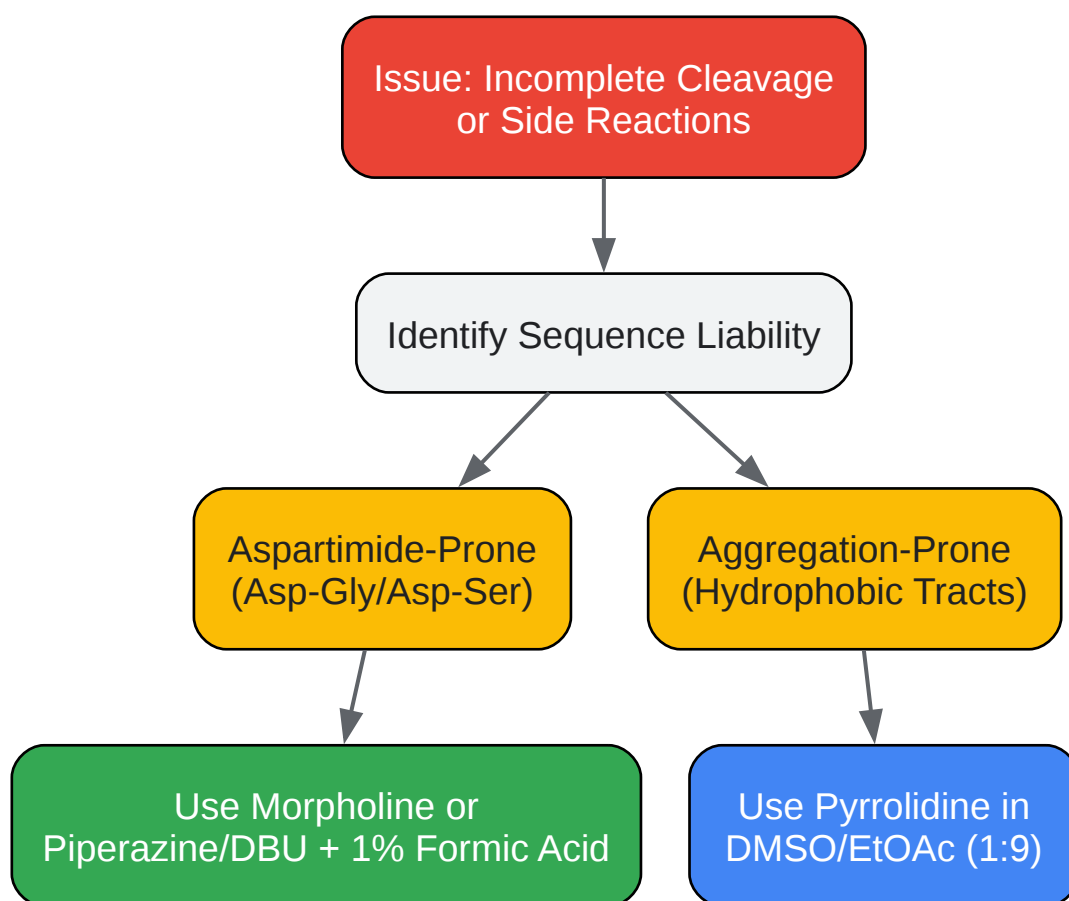 Issue: Incomplete Cleavage
or Side Reactions
Identify Sequence Liability
Aspartimide-Prone
(Asp-Gly/Asp-Ser)
Aggregation-Prone
(Hydrophobic Tracts)
Use Morpholine or
Piperazine/DBU + 1% Formic Acid
Use Pyrrolidine in
DMSO/EtOAc (1:9)